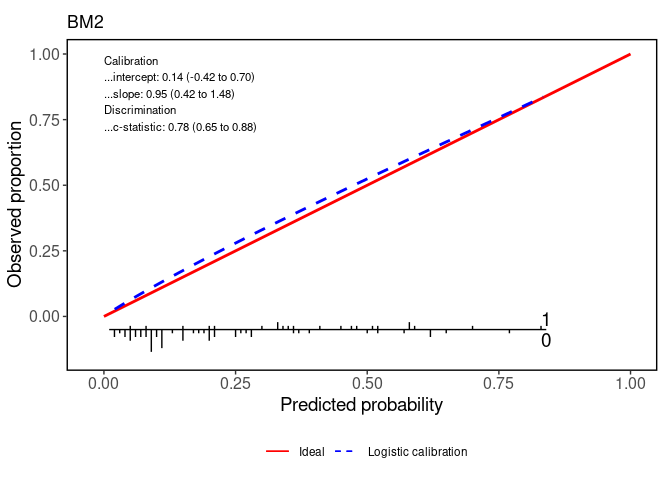 BM2
Calibration
...intercept: 0.14 (-0.42 to 0.70)
...slope: 0.95 (0.42 to 1.48)
Discrimination
...c-statistic: 0.78 (0.65 to 0.88)
Observed proportion
1.00
0.75
0.50
0.25
0.00
1
0
0.00 0.25 0.50 0.75 1.00
Predicted probability
Ideal Logistic calibration